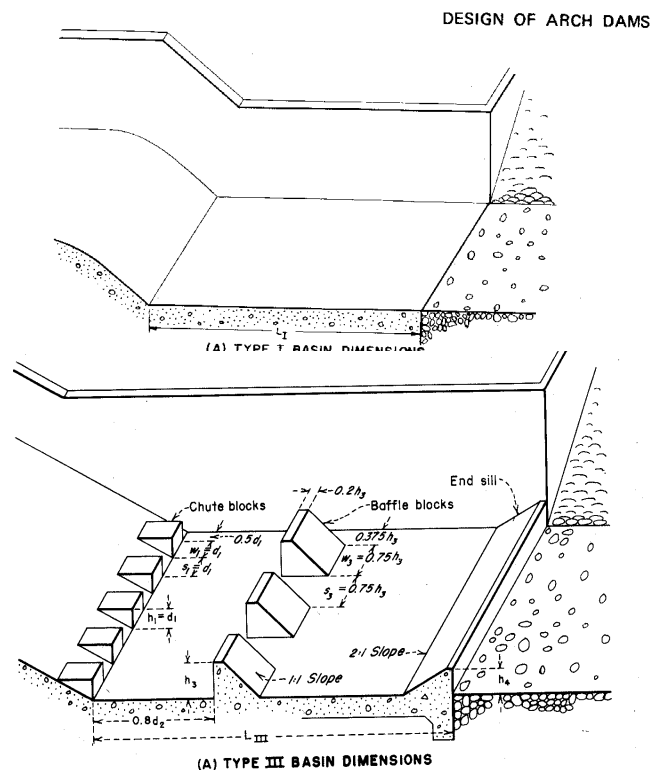 DESIGN OF ARCH DAMS
L_I
(A) TYPE I BASIN DIMENSIONS
0.2h₃
End sill
Chute blocks
Baffle blocks
0.5d₁
0.375h₃
w₁=d₁
w₃=0.75h₃
s₁=d₁
s₃=0.75h₃
h₁=d₁
2:1 Slope
h₃
1:1 Slope
h₄
0.8d₂
L_III
(A) TYPE III BASIN DIMENSIONS